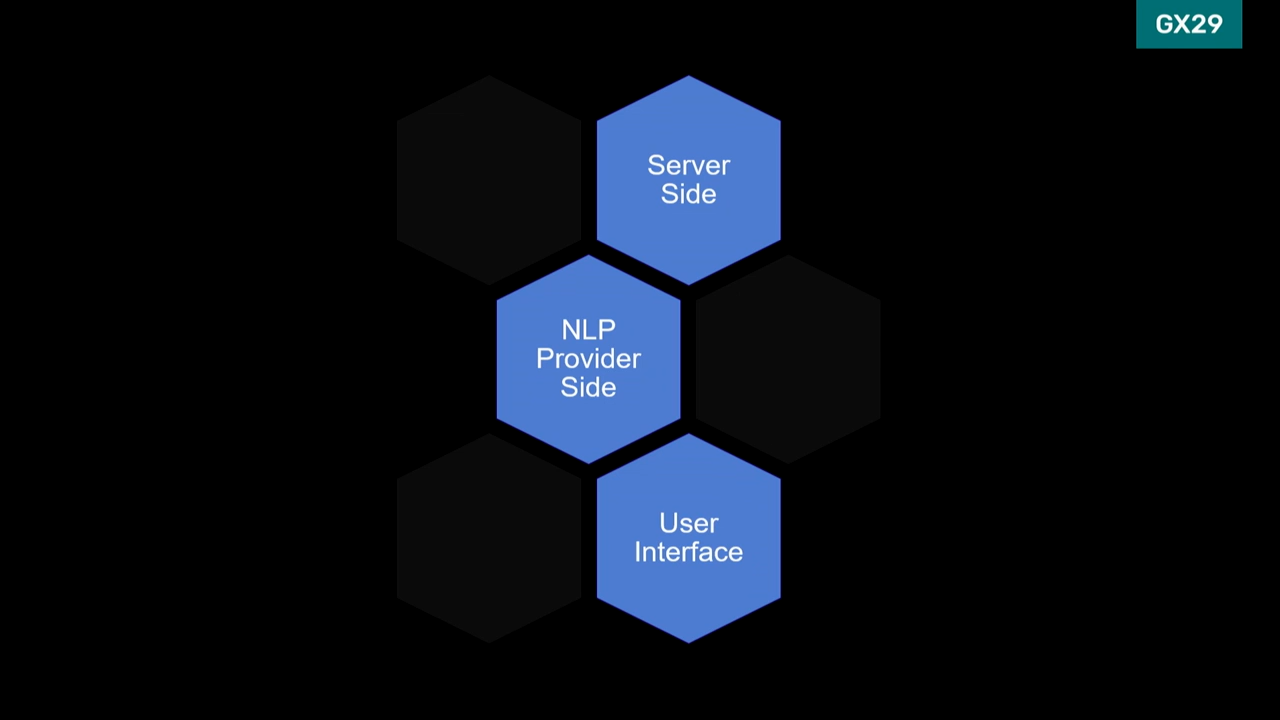 GX29
Server
Side
NLP
Provider
Side
User
Interface